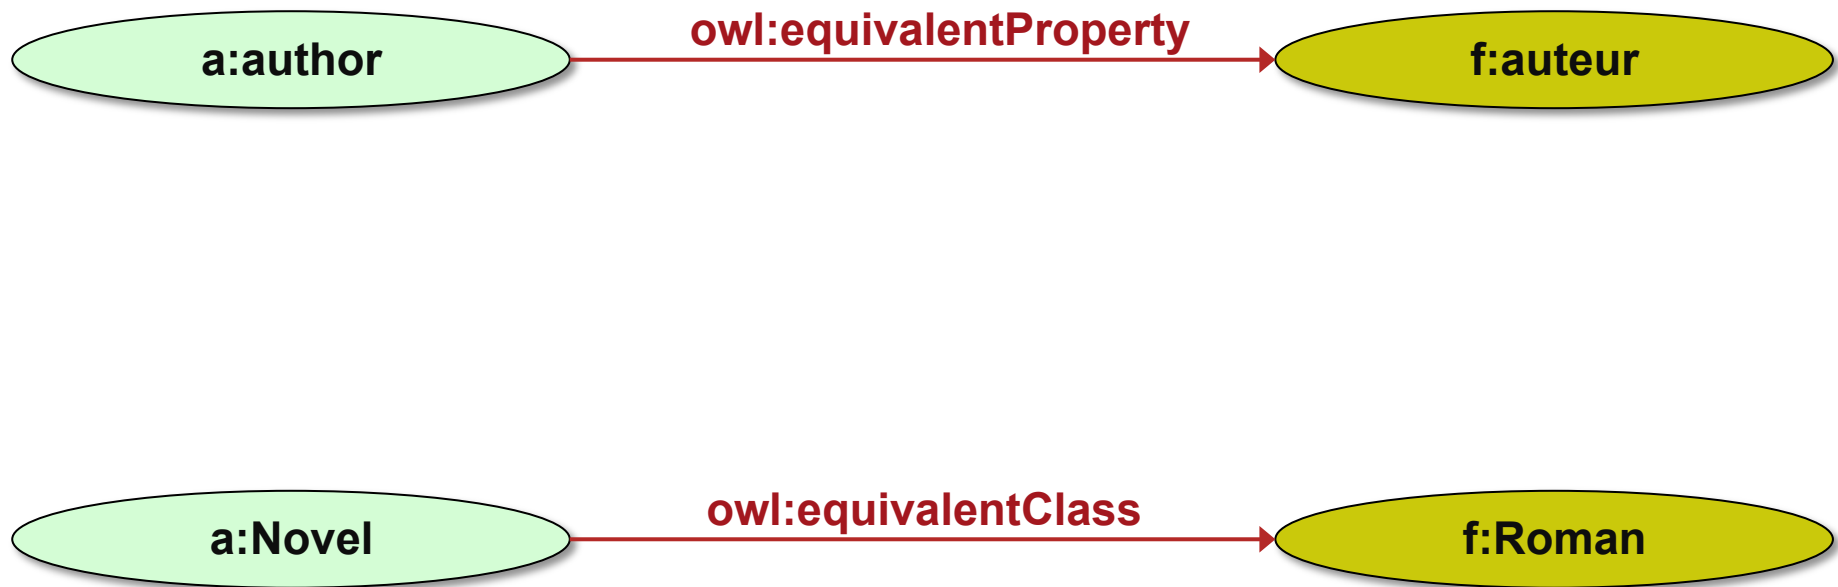 a:author
owl:equivalentProperty
f:auteur
a:Novel
owl:equivalentClass
f:Roman